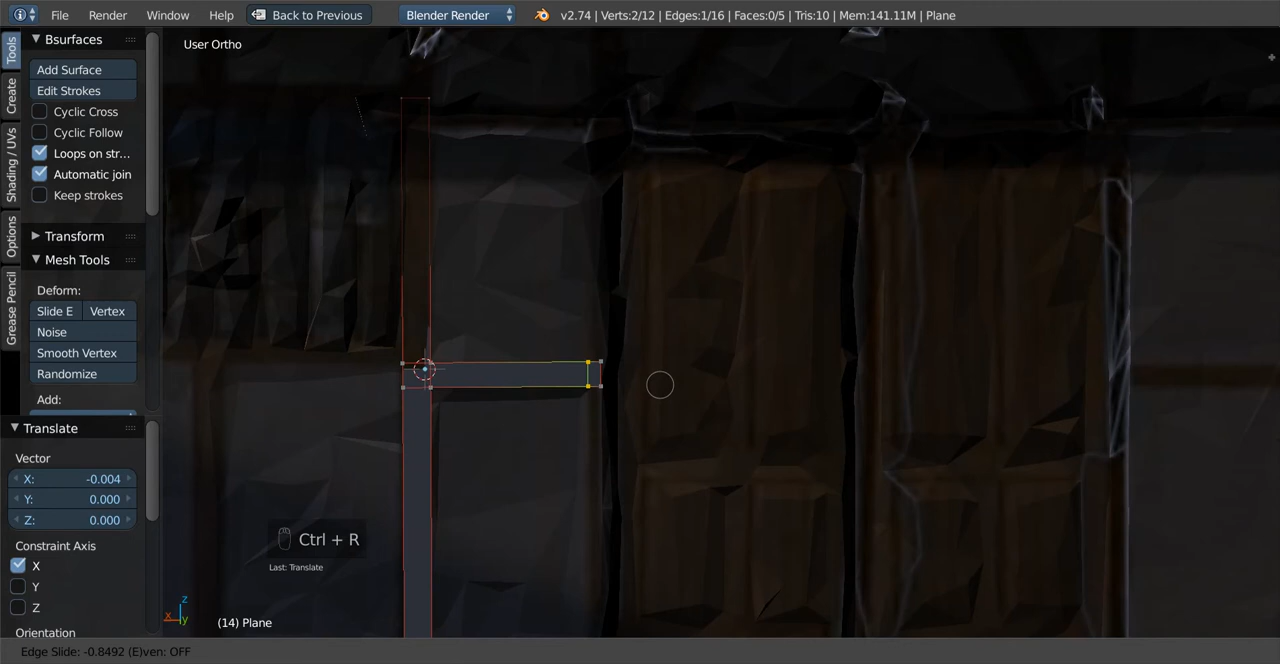 File Render Window Help Back to Previous Blender Render v2.74 | Verts:2/12 | Edges:1/16 | Faces:0/5 | Tris:10 | Mem:141.11M | Plane
Tools
Create
Shading / UVs
Options
Grease Pencil
Bsurfaces
Add Surface
Edit Strokes
Cyclic Cross
Cyclic Follow
Loops on str...
Automatic join
Keep strokes
Transform
Mesh Tools
Deform:
Slide E Vertex
Noise
Smooth Vertex
Randomize
Add:
Translate
Vector
X: -0.004
Y: 0.000
Z: 0.000
Constraint Axis
X
Y
Z
Orientation
User Ortho
Ctrl + R
Last: Translate
z
x
y
(14) Plane
Edge Slide: -0.8492 (E)ven: OFF